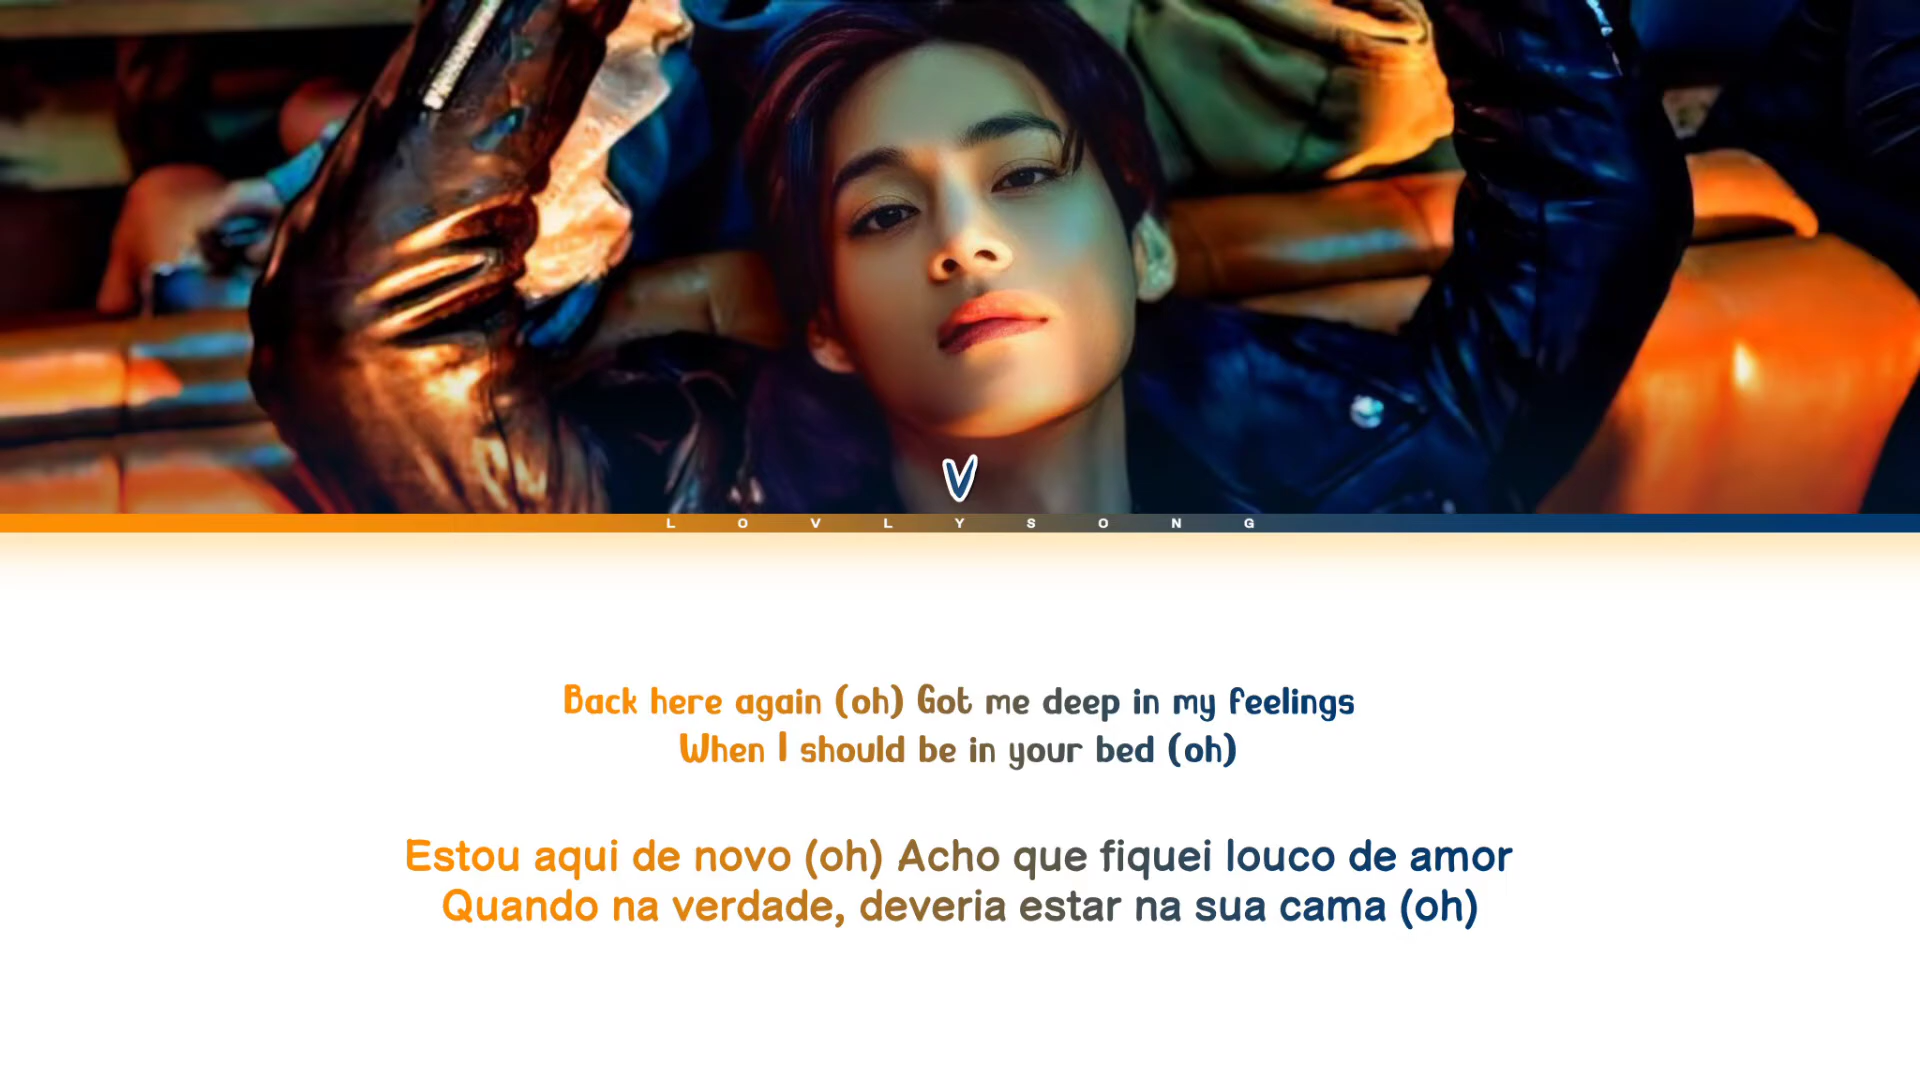 V
LOVLYSONG
Back here again (oh) Got me deep in my feelings
When I should be in your bed (oh)
Estou aqui de novo (oh) Acho que fiquei louco de amor
Quando na verdade, deveria estar na sua cama (oh)